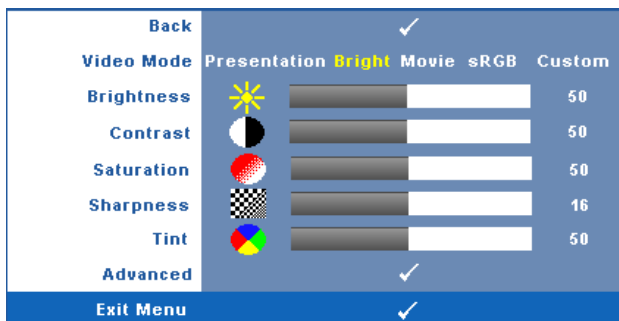 Back
Video Mode Presentation Bright Movie sRGB Custom
Brightness 50
Contrast 50
Saturation 50
Sharpness 16
Tint 50
Advanced
Exit Menu